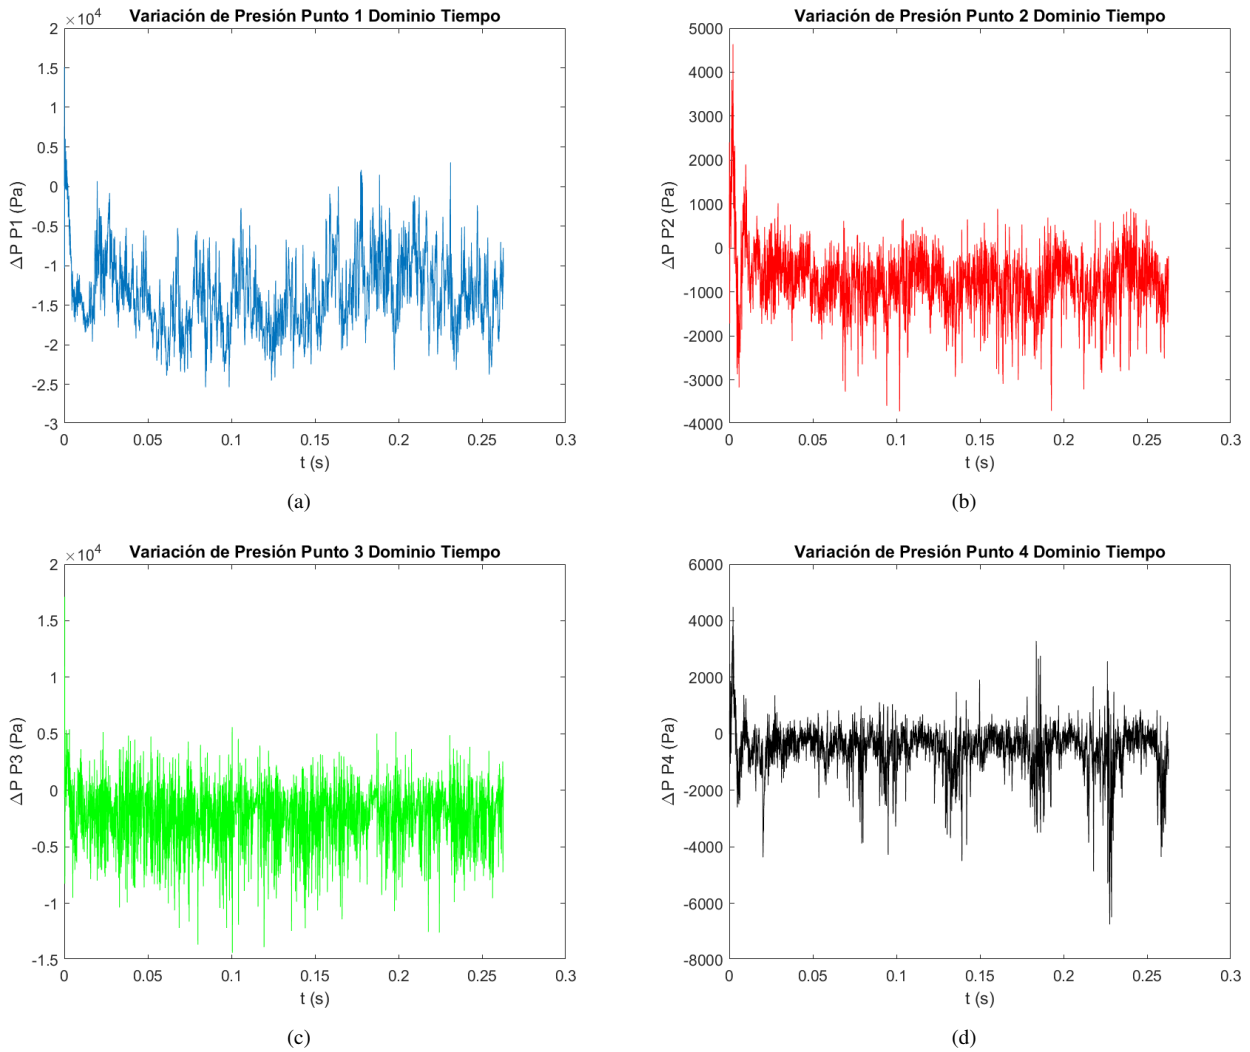 Variación de Presión Punto 1 Dominio Tiempo
×10⁴
2
1.5
1
0.5
0
-0.5
-1
-1.5
-2
-2.5
-3
ΔP P1 (Pa)
0 0.05 0.1 0.15 0.2 0.25 0.3
t (s)
(a)
Variación de Presión Punto 2 Dominio Tiempo
5000
4000
3000
2000
1000
0
-1000
-2000
-3000
-4000
ΔP P2 (Pa)
0 0.05 0.1 0.15 0.2 0.25 0.3
t (s)
(b)
Variación de Presión Punto 3 Dominio Tiempo
×10⁴
2
1.5
1
0.5
0
-0.5
-1
-1.5
ΔP P3 (Pa)
0 0.05 0.1 0.15 0.2 0.25 0.3
t (s)
(c)
Variación de Presión Punto 4 Dominio Tiempo
6000
4000
2000
0
-2000
-4000
-6000
-8000
ΔP P4 (Pa)
0 0.05 0.1 0.15 0.2 0.25 0.3
t (s)
(d)